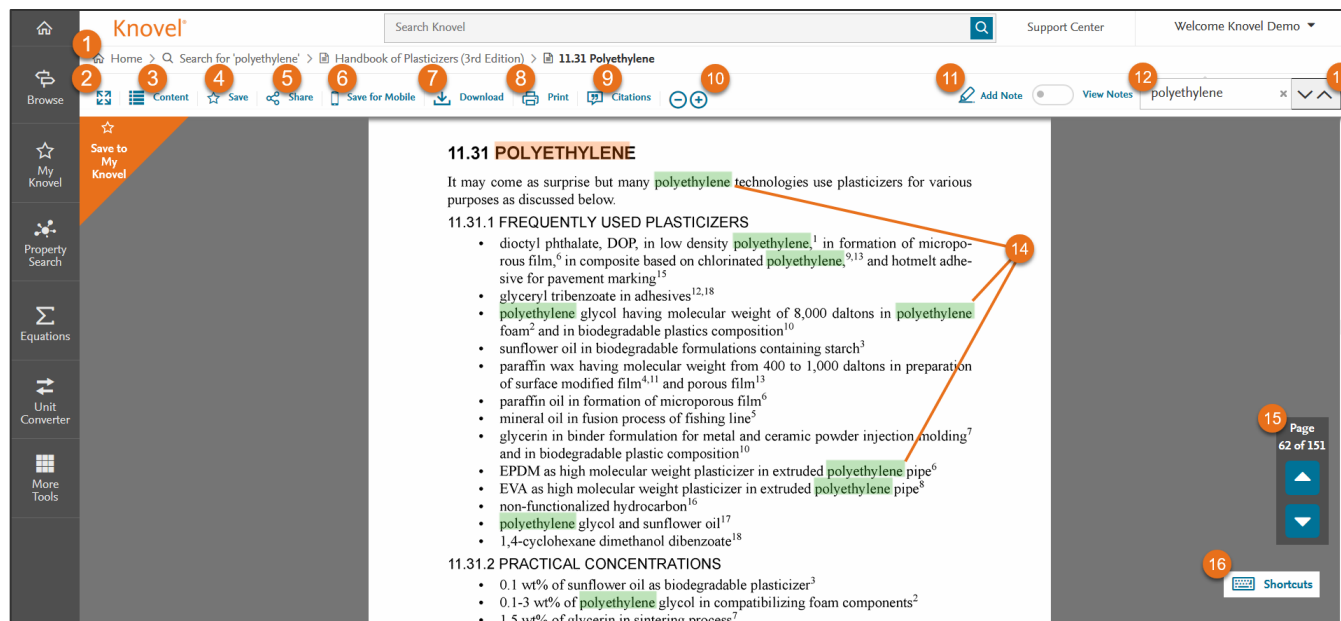 Knovel®
Search Knovel
Support Center
Welcome Knovel Demo
1
Home > Search for 'polyethylene' > Handbook of Plasticizers (3rd Edition) > 11.31 Polyethylene
2 3 4 5 6 7 8 9 10 11 12 1
Content
Save
Share
Save for Mobile
Download
Print
Citations
Add Note
View Notes
polyethylene
Browse
My
Knovel
Property
Search
Equations
Unit
Converter
More
Tools
Save to
My
Knovel
11.31 POLYETHYLENE
It may come as surprise but many polyethylene technologies use plasticizers for various
purposes as discussed below.
11.31.1 FREQUENTLY USED PLASTICIZERS
• dioctyl phthalate, DOP, in low density polyethylene,1 in formation of micropo-
rous film,6 in composite based on chlorinated polyethylene,9,13 and hotmelt adhe-
sive for pavement marking15
• glyceryl tribenzoate in adhesives12,18
• polyethylene glycol having molecular weight of 8,000 daltons in polyethylene
foam2 and in biodegradable plastics composition10
• sunflower oil in biodegradable formulations containing starch3
• paraffin wax having molecular weight from 400 to 1,000 daltons in preparation
of surface modified film4,11 and porous film13
• paraffin oil in formation of microporous film6
• mineral oil in fusion process of fishing line5
• glycerin in binder formulation for metal and ceramic powder injection molding7
and in biodegradable plastic composition10
• EPDM as high molecular weight plasticizer in extruded polyethylene pipe6
• EVA as high molecular weight plasticizer in extruded polyethylene pipe8
• non-functionalized hydrocarbon16
• polyethylene glycol and sunflower oil17
• 1,4-cyclohexane dimethanol dibenzoate18
11.31.2 PRACTICAL CONCENTRATIONS
• 0.1 wt% of sunflower oil as biodegradable plasticizer3
• 0.1-3 wt% of polyethylene glycol in compatibilizing foam components2
• 1.5 wt% of glycerin in sintering process7
14
15
Page
62 of 151
16
Shortcuts